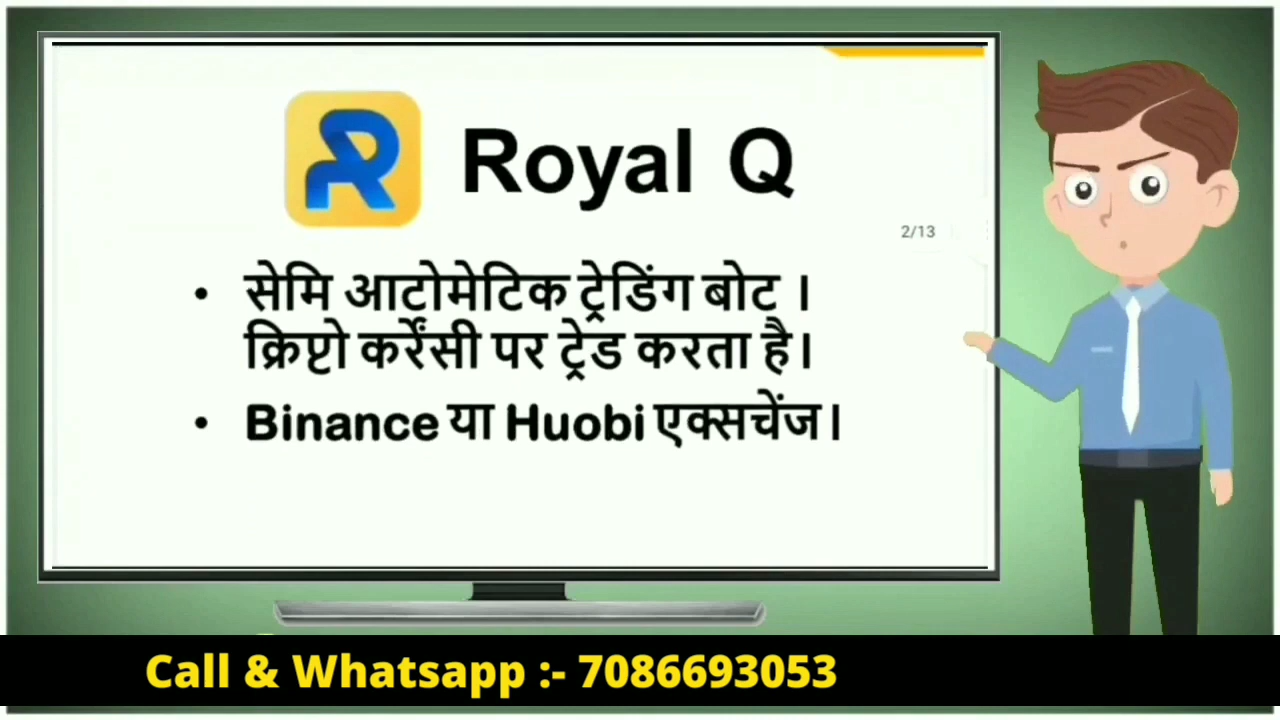 Royal Q
2/13
• सेमि आटोमेटिक ट्रेडिंग बोट ।
क्रिप्टो कर्रेंसी पर ट्रेड करता है।
• Binance या Huobi एक्सचेंज।
Call & Whatsapp :- 7086693053